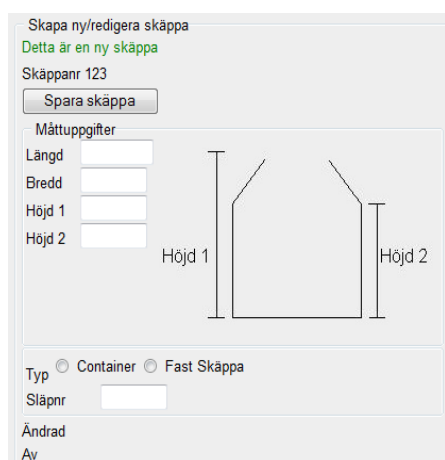 Skapa ny/redigera skäppa
Detta är en ny skäppa
Skäppanr 123
Spara skäppa
Måttuppgifter
Längd
Bredd
Höjd 1
Höjd 2
Höjd 1
Höjd 2
Typ Container Fast Skäppa
Släpnr
Ändrad
Av